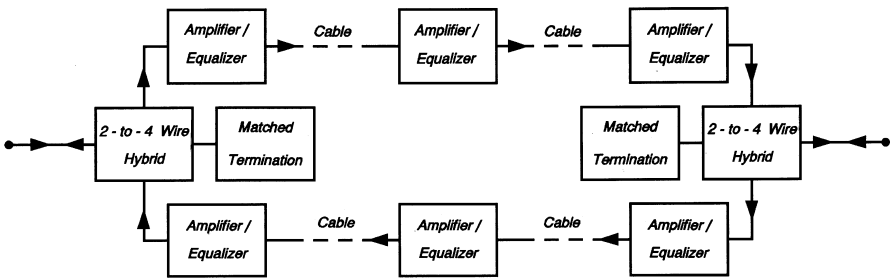 Amplifier /
Equalizer
Cable
Amplifier /
Equalizer
Cable
Amplifier /
Equalizer
2 - to - 4 Wire
Hybrid
Matched
Termination
Matched
Termination
2 - to - 4 Wire
Hybrid
Amplifier /
Equalizer
Cable
Amplifier /
Equalizer
Cable
Amplifier /
Equalizer